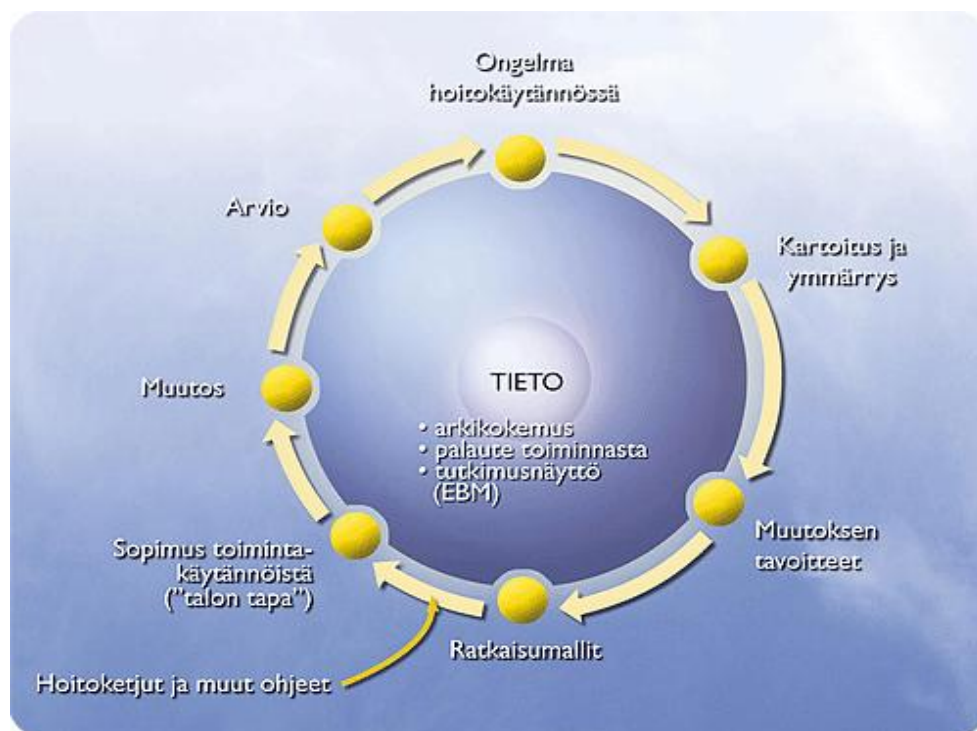 Ongelma
hoitokäytännössä
Kartoitus ja
ymmärrys
Muutoksen
tavoitteet
Ratkaisumallit
Hoitoketjut ja muut ohjeet
Sopimus toiminta-
käytännöistä
("talon tapa")
Muutos
Arvio
TIETO
• arkikokemus
• palaute toiminnasta
• tutkimusnäyttö
(EBM)